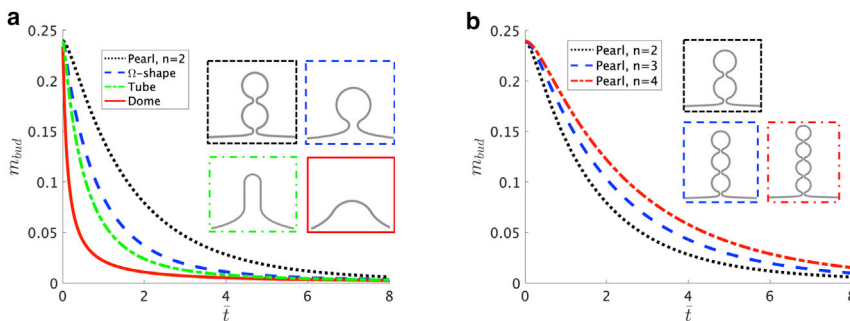 a
0.25
0.2
0.15
0.1
0.05
0
m_bud
0 2 4 6 8
t̄
Pearl, n=2
Ω-shape
Tube
Dome
b
0.25
0.2
0.15
0.1
0.05
0
m_bud
0 2 4 6 8
t̄
Pearl, n=2
Pearl, n=3
Pearl, n=4